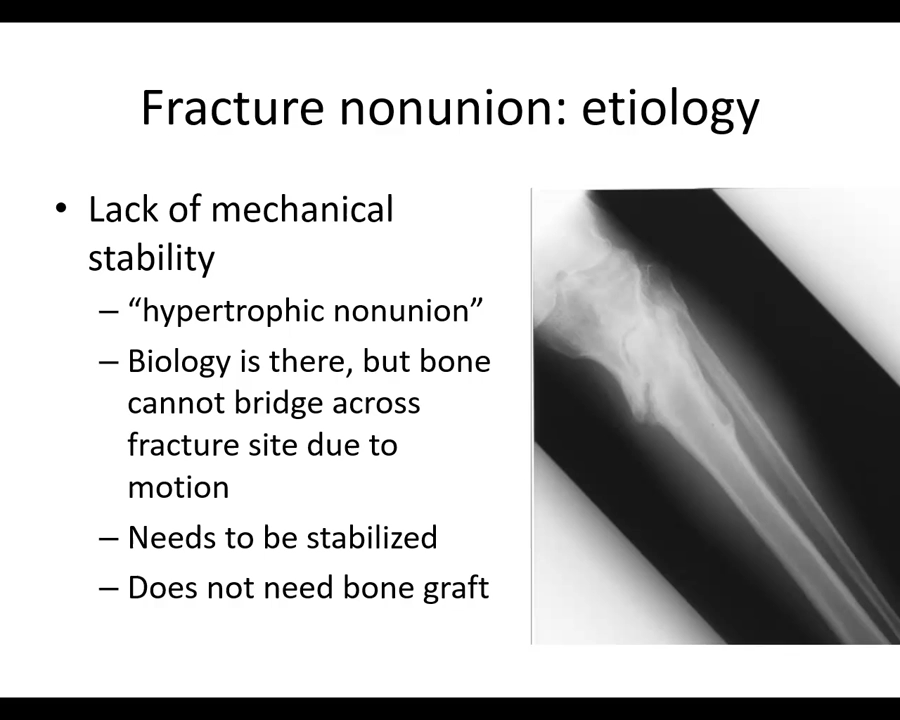 Fracture nonunion: etiology
• Lack of mechanical
stability
– “hypertrophic nonunion”
– Biology is there, but bone
cannot bridge across
fracture site due to
motion
– Needs to be stabilized
– Does not need bone graft